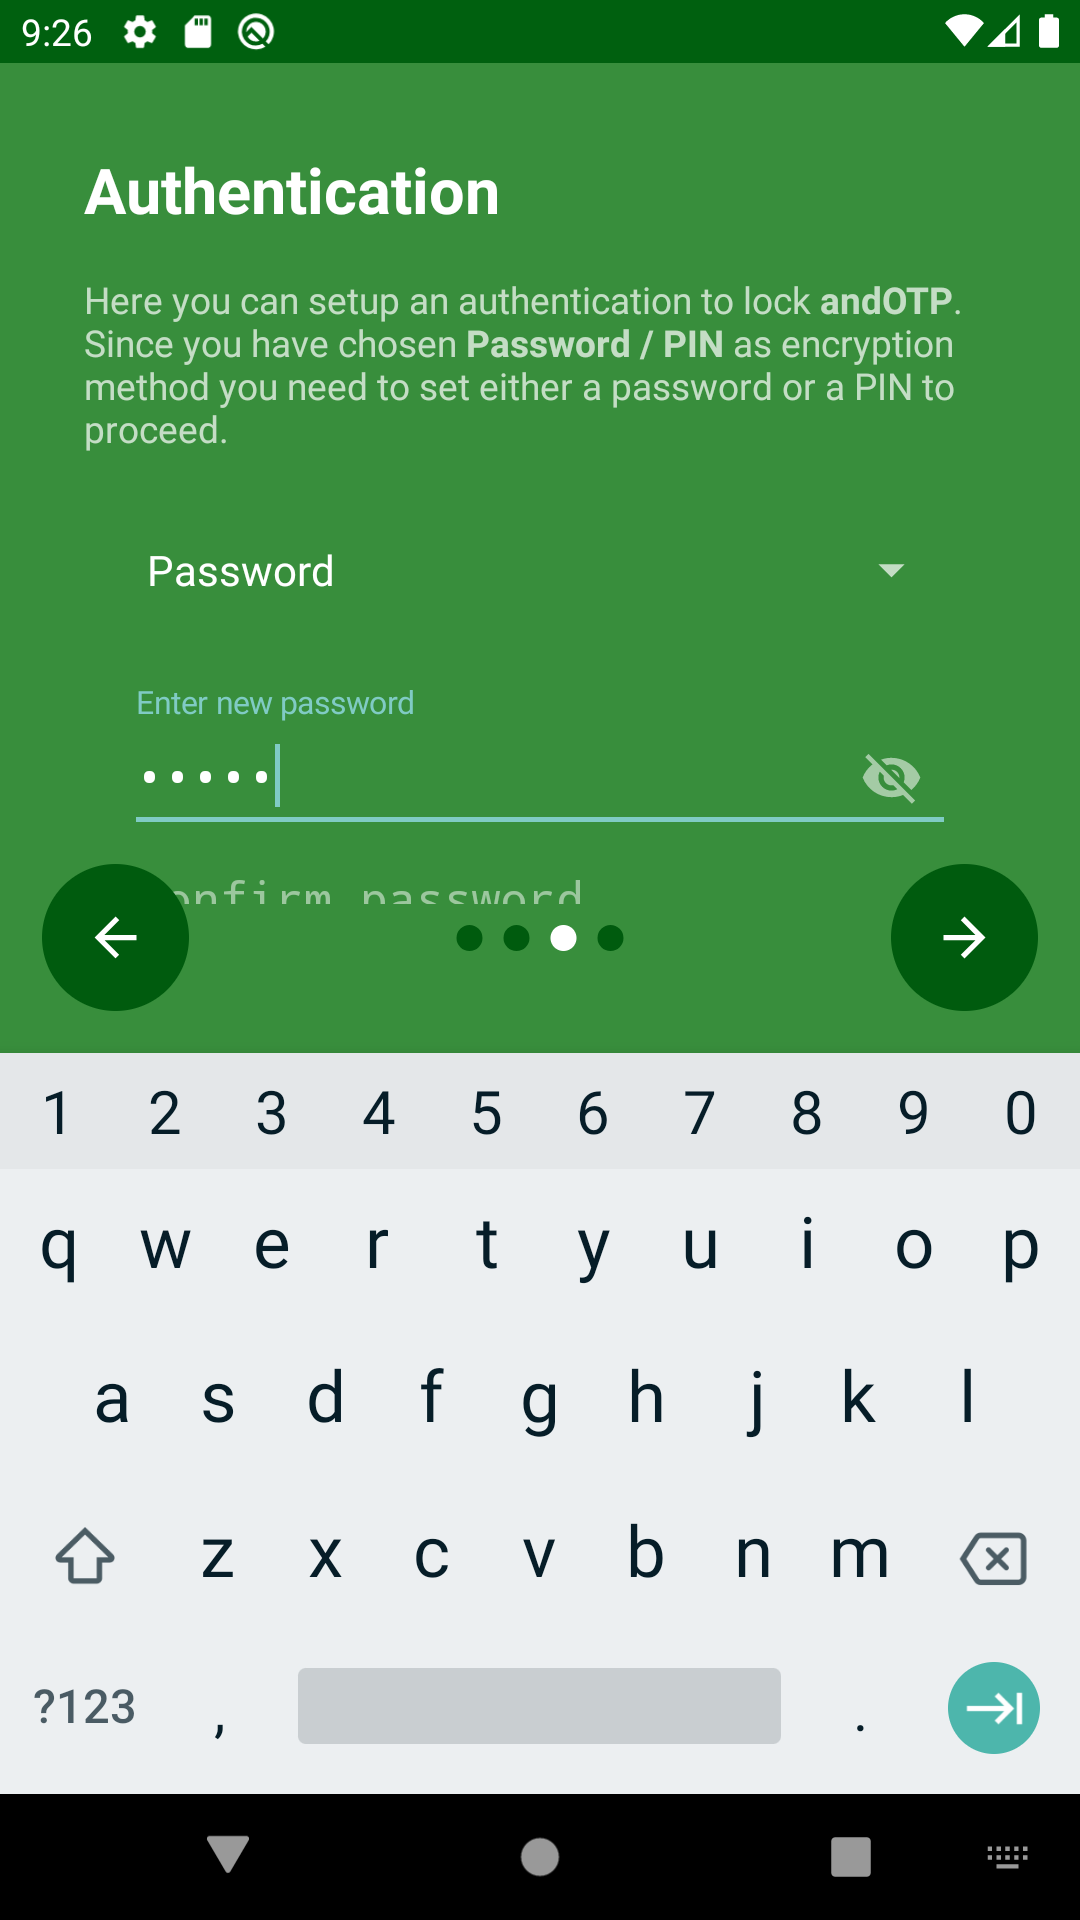 9:26
Authentication
Here you can setup an authentication to lock andOTP.
Since you have chosen Password / PIN as encryption
method you need to set either a password or a PIN to
proceed.
Password
Enter new password
•••••
onfirm password
1 2 3 4 5 6 7 8 9 0
q w e r t y u i o p
a s d f g h j k l
z x c v b n m
?123 , .